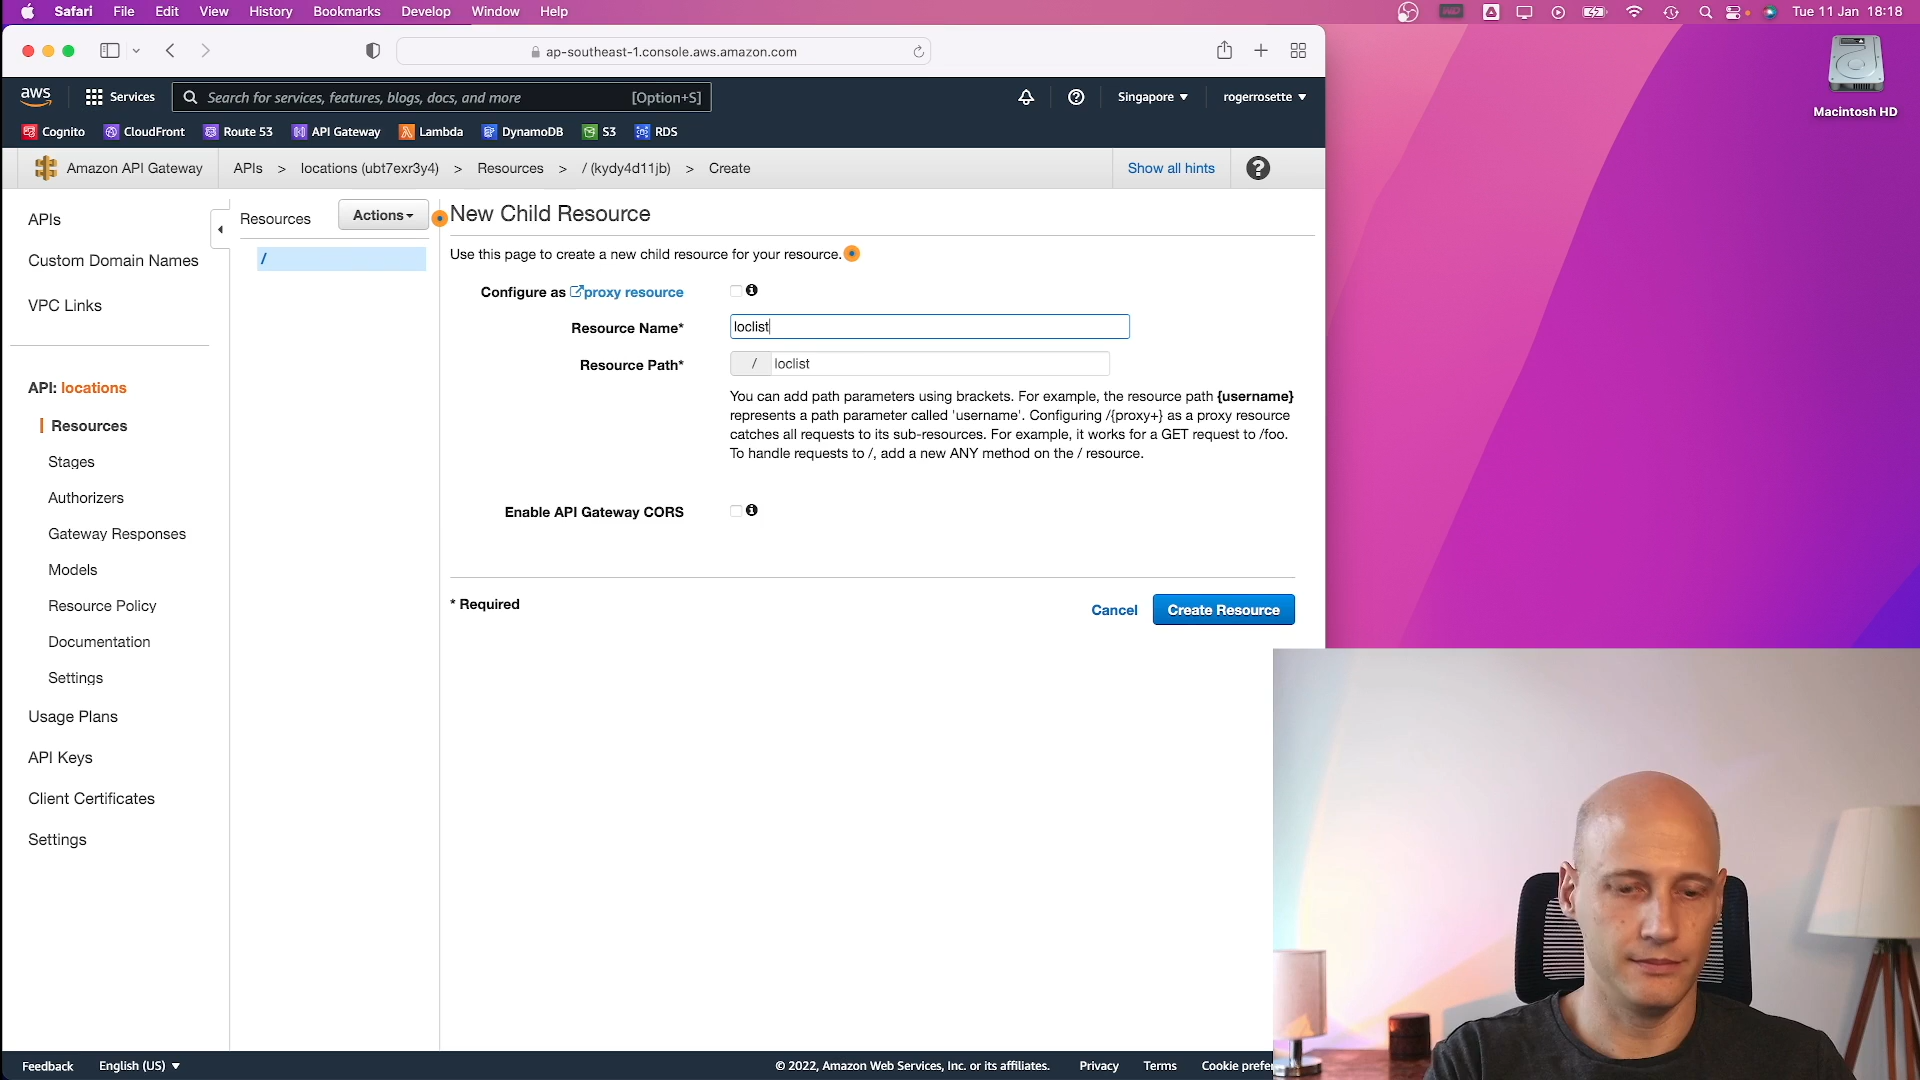 Safari File Edit View History Bookmarks Develop Window Help Tue 11 Jan 18:18
ap-southeast-1.console.aws.amazon.com
Macintosh HD
aws Services Search for services, features, blogs, docs, and more [Option+S] Singapore rogerrosette
Cognito CloudFront Route 53 API Gateway Lambda DynamoDB S3 RDS
Amazon API Gateway APIs > locations (ubt7exr3y4) > Resources > / (kydy4d11jb) > Create Show all hints
APIs
Custom Domain Names
VPC Links
API: locations
Resources
Stages
Authorizers
Gateway Responses
Models
Resource Policy
Documentation
Settings
Usage Plans
API Keys
Client Certificates
Settings
Resources Actions
/
New Child Resource
Use this page to create a new child resource for your resource.
Configure as proxy resource
Resource Name* loclist
Resource Path* / loclist
You can add path parameters using brackets. For example, the resource path {username}
represents a path parameter called 'username'. Configuring /{proxy+} as a proxy resource
catches all requests to its sub-resources. For example, it works for a GET request to /foo.
To handle requests to /, add a new ANY method on the / resource.
Enable API Gateway CORS
* Required Cancel Create Resource
Feedback English (US) © 2022, Amazon Web Services, Inc. or its affiliates. Privacy Terms Cookie prefer